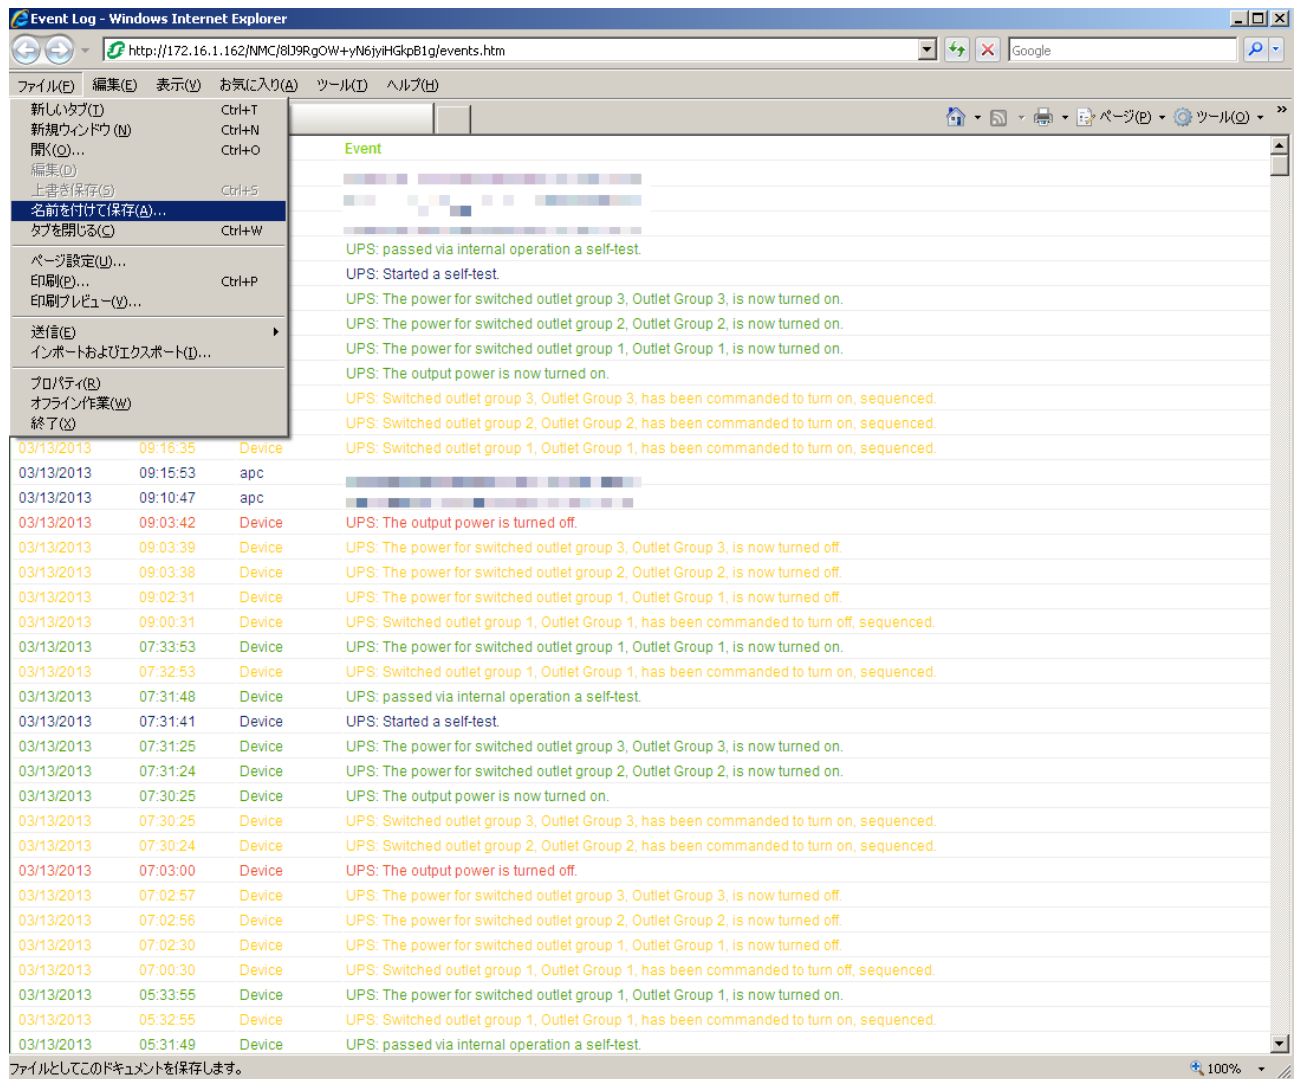 Event Log - Windows Internet Explorer
http://172.16.1.162/NMC/8lJ9RgOW+yN6jyiHGkpB1g/events.htm
Google
ファイル(F) 編集(E) 表示(V) お気に入り(A) ツール(T) ヘルプ(H)
ページ(P) ツール(O) »
新しいタブ(T) Ctrl+T
新規ウィンドウ(N) Ctrl+N
開く(O)... Ctrl+O
編集(D)
上書き保存(S) Ctrl+S
名前を付けて保存(A)...
タブを閉じる(C) Ctrl+W
ページ設定(U)...
印刷(P)... Ctrl+P
印刷プレビュー(V)...
送信(E)
インポートおよびエクスポート(I)...
プロパティ(R)
オフライン作業(W)
終了(X)
Event
UPS: passed via internal operation a self-test.
UPS: Started a self-test.
UPS: The power for switched outlet group 3, Outlet Group 3, is now turned on.
UPS: The power for switched outlet group 2, Outlet Group 2, is now turned on.
UPS: The power for switched outlet group 1, Outlet Group 1, is now turned on.
UPS: The output power is now turned on.
UPS: Switched outlet group 3, Outlet Group 3, has been commanded to turn on, sequenced.
UPS: Switched outlet group 2, Outlet Group 2, has been commanded to turn on, sequenced.
03/13/2013 09:16:35 Device UPS: Switched outlet group 1, Outlet Group 1, has been commanded to turn on, sequenced.
03/13/2013 09:15:53 apc
03/13/2013 09:10:47 apc
03/13/2013 09:03:42 Device UPS: The output power is turned off.
03/13/2013 09:03:39 Device UPS: The power for switched outlet group 3, Outlet Group 3, is now turned off.
03/13/2013 09:03:38 Device UPS: The power for switched outlet group 2, Outlet Group 2, is now turned off.
03/13/2013 09:02:31 Device UPS: The power for switched outlet group 1, Outlet Group 1, is now turned off.
03/13/2013 09:00:31 Device UPS: Switched outlet group 1, Outlet Group 1, has been commanded to turn off, sequenced.
03/13/2013 07:33:53 Device UPS: The power for switched outlet group 1, Outlet Group 1, is now turned on.
03/13/2013 07:32:53 Device UPS: Switched outlet group 1, Outlet Group 1, has been commanded to turn on, sequenced.
03/13/2013 07:31:48 Device UPS: passed via internal operation a self-test.
03/13/2013 07:31:41 Device UPS: Started a self-test.
03/13/2013 07:31:25 Device UPS: The power for switched outlet group 3, Outlet Group 3, is now turned on.
03/13/2013 07:31:24 Device UPS: The power for switched outlet group 2, Outlet Group 2, is now turned on.
03/13/2013 07:30:25 Device UPS: The output power is now turned on.
03/13/2013 07:30:25 Device UPS: Switched outlet group 3, Outlet Group 3, has been commanded to turn on, sequenced.
03/13/2013 07:30:24 Device UPS: Switched outlet group 2, Outlet Group 2, has been commanded to turn on, sequenced.
03/13/2013 07:03:00 Device UPS: The output power is turned off.
03/13/2013 07:02:57 Device UPS: The power for switched outlet group 3, Outlet Group 3, is now turned off.
03/13/2013 07:02:56 Device UPS: The power for switched outlet group 2, Outlet Group 2, is now turned off.
03/13/2013 07:02:30 Device UPS: The power for switched outlet group 1, Outlet Group 1, is now turned off.
03/13/2013 07:00:30 Device UPS: Switched outlet group 1, Outlet Group 1, has been commanded to turn off, sequenced.
03/13/2013 05:33:55 Device UPS: The power for switched outlet group 1, Outlet Group 1, is now turned on.
03/13/2013 05:32:55 Device UPS: Switched outlet group 1, Outlet Group 1, has been commanded to turn on, sequenced.
03/13/2013 05:31:49 Device UPS: passed via internal operation a self-test.
ファイルとしてこのドキュメントを保存します。 100%